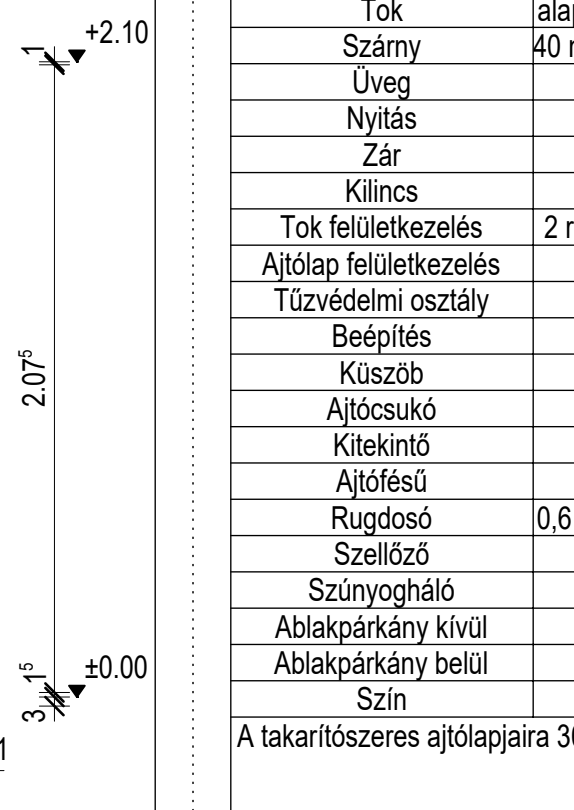 +2.10
1
2.07⁵
±0.00
1⁵
3
1
Tok
Szárny 40
Üveg
Nyitás
Zár
Kilincs
Tok felületkezelés 2
Ajtólap felületkezelés
Tűzvédelmi osztály
Beépítés
Küszöb
Ajtócsukó
Kitekintő
Ajtófésű
Rugdosó 0,6
Szellőző
Szúnyogháló
Ablakpárkány kívül
Ablakpárkány belül
Szín
A takarítószeres ajtólapjaira